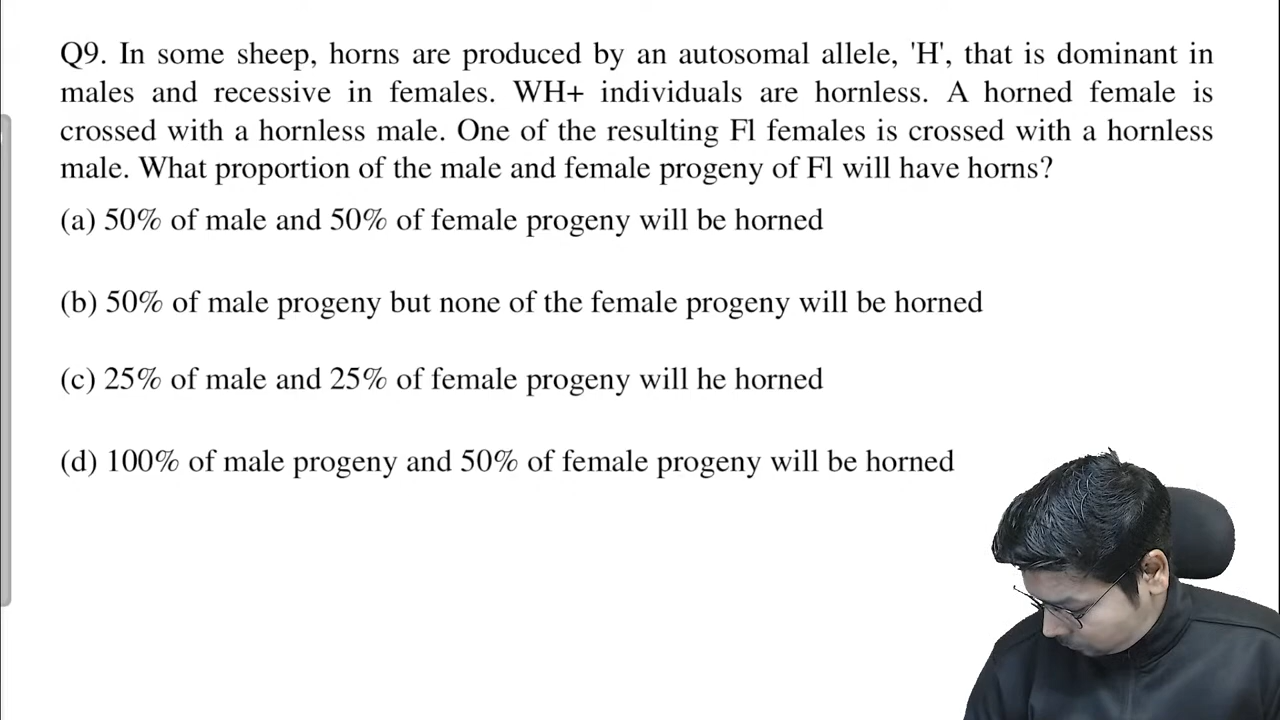 Q9. In some sheep, horns are produced by an autosomal allele, 'H', that is dominant in
males and recessive in females. WH+ individuals are hornless. A horned female is
crossed with a hornless male. One of the resulting Fl females is crossed with a hornless
male. What proportion of the male and female progeny of Fl will have horns?
(a) 50% of male and 50% of female progeny will be horned
(b) 50% of male progeny but none of the female progeny will be horned
(c) 25% of male and 25% of female progeny will he horned
(d) 100% of male progeny and 50% of female progeny will be horned